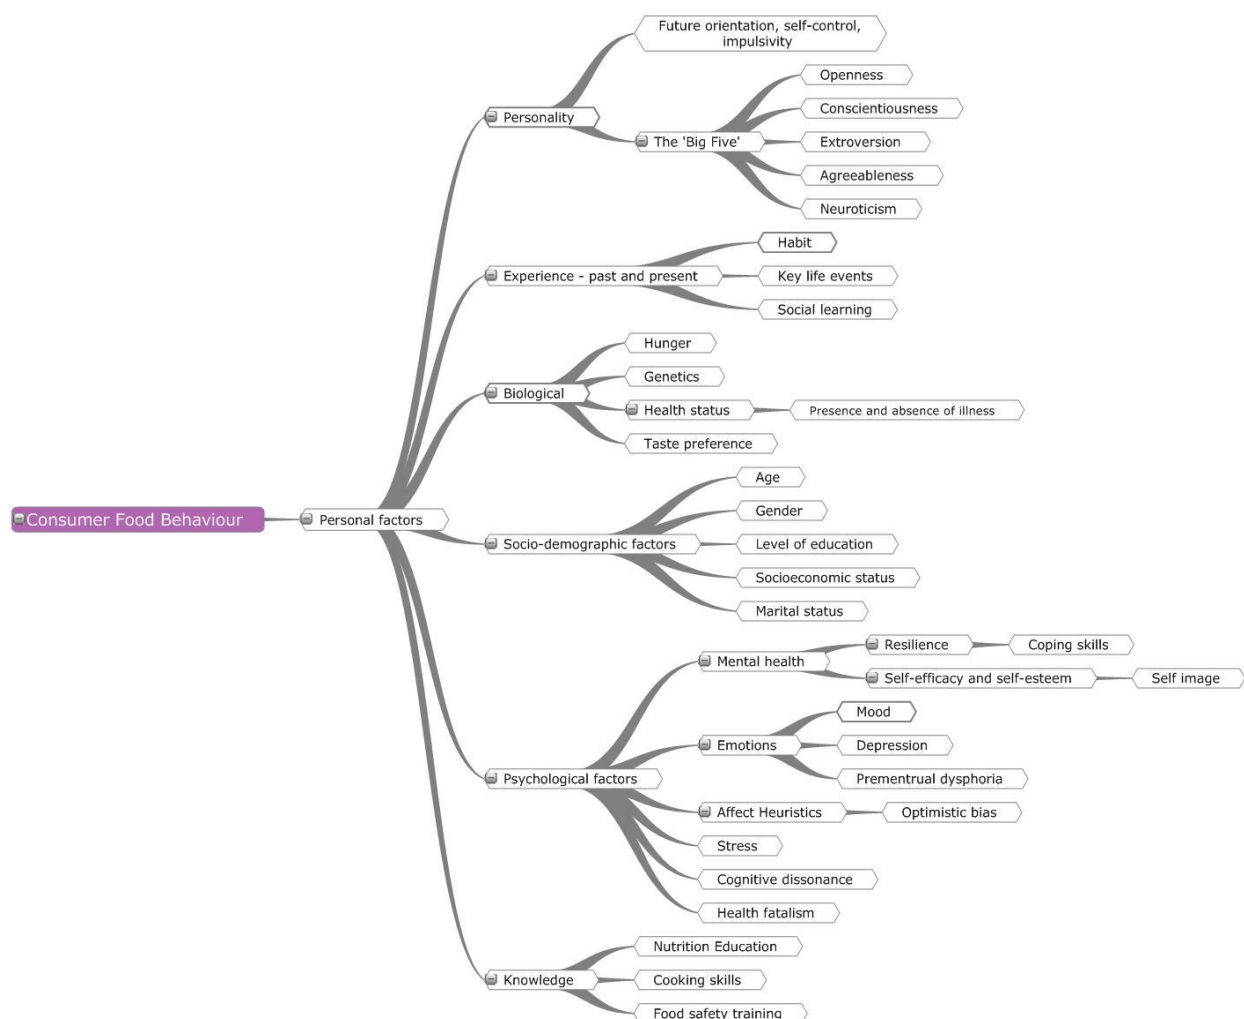 Future orientation, self-control,
impulsivity
Openness
Conscientiousness
Personality
The 'Big Five'
Extroversion
Agreeableness
Neuroticism
Habit
Experience - past and present
Key life events
Social learning
Hunger
Genetics
Biological
Health status
Presence and absence of illness
Taste preference
Age
Gender
Consumer Food Behaviour
Personal factors
Socio-demographic factors
Level of education
Socioeconomic status
Marital status
Mental health
Resilience
Coping skills
Self-efficacy and self-esteem
Self image
Mood
Emotions
Depression
Psychological factors
Prementrual dysphoria
Affect Heuristics
Optimistic bias
Stress
Cognitive dissonance
Health fatalism
Nutrition Education
Knowledge
Cooking skills
Food safety training